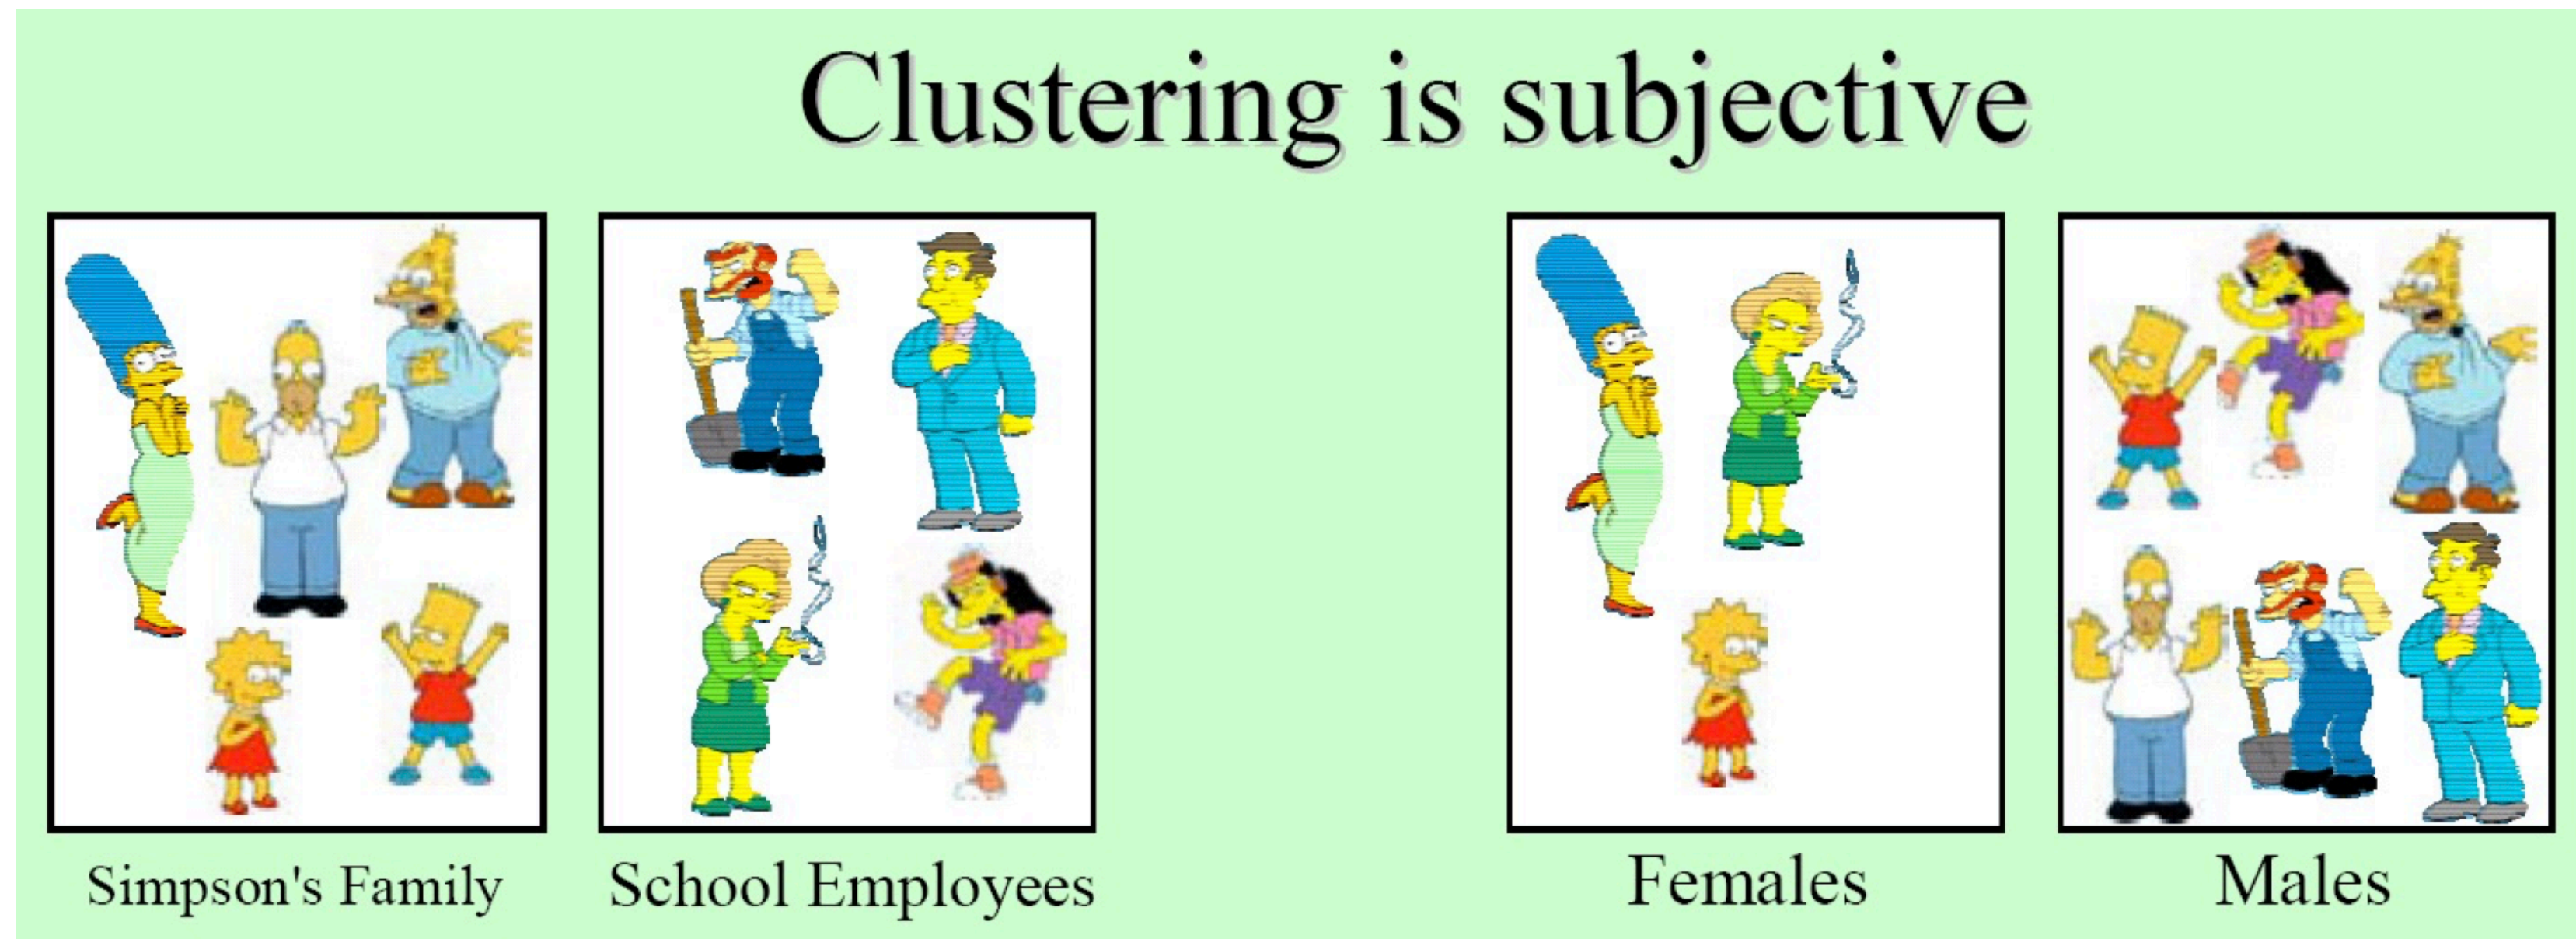 Clustering is subjective
Simpson's Family
School Employees
Females
Males